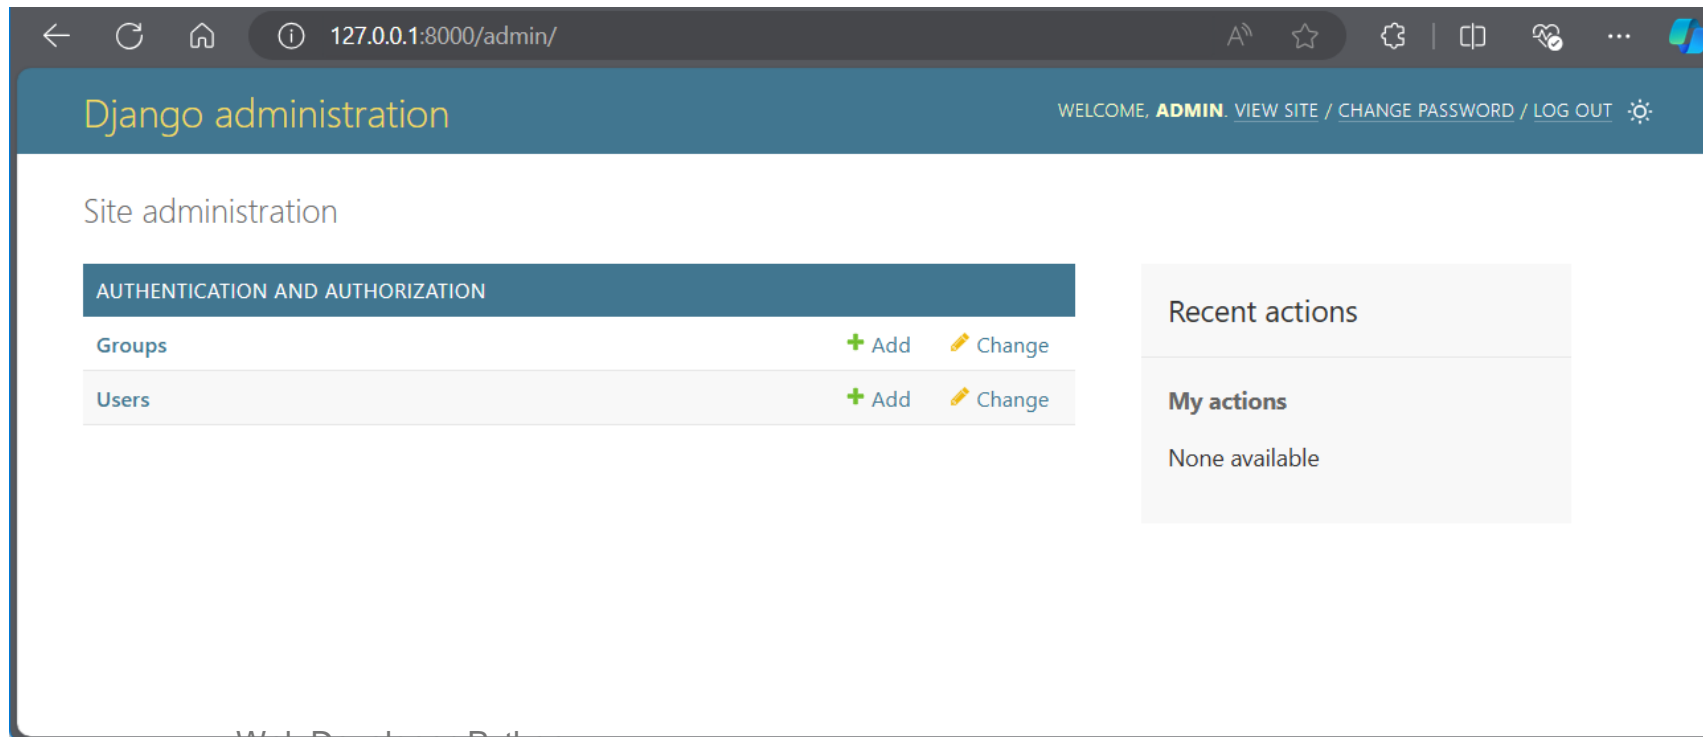 127.0.0.1:8000/admin/
Django administration
WELCOME, ADMIN. VIEW SITE / CHANGE PASSWORD / LOG OUT
Site administration
AUTHENTICATION AND AUTHORIZATION
Groups Add Change
Users Add Change
Recent actions
My actions
None available